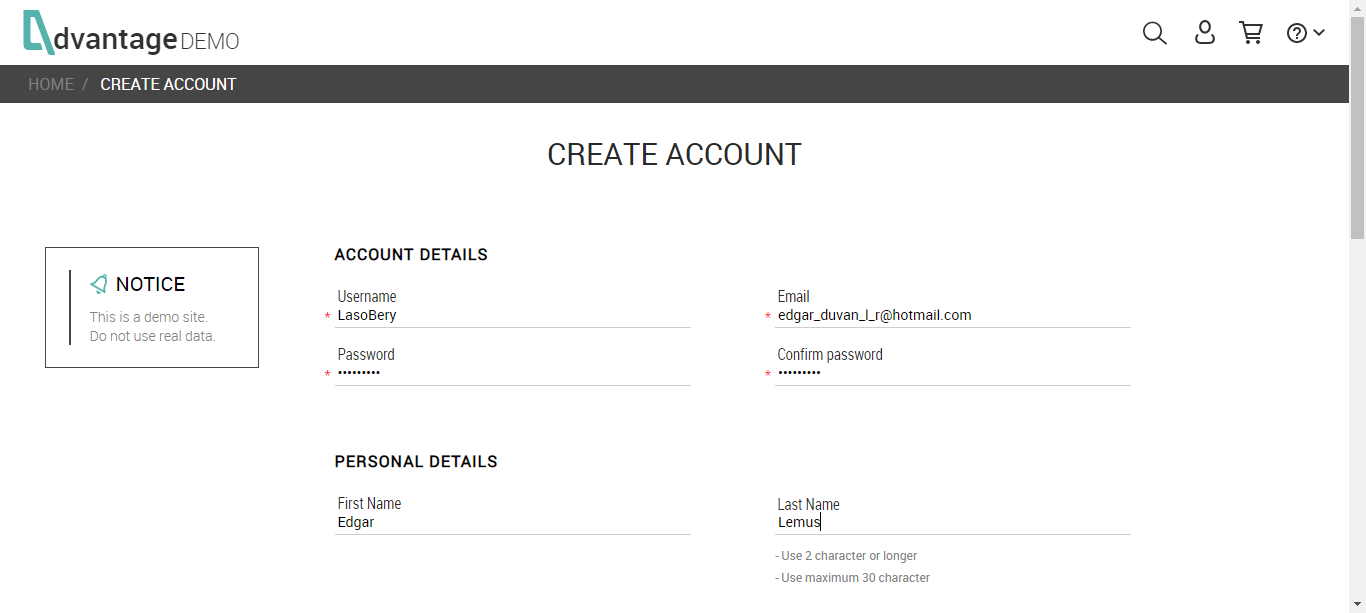 dvantage DEMO
HOME / CREATE ACCOUNT
CREATE ACCOUNT
NOTICE
This is a demo site.
Do not use real data.
ACCOUNT DETAILS
Username
* LasoBery
Email
* edgar_duvan_l_r@hotmail.com
Password
* •••••••••
Confirm password
* •••••••••
PERSONAL DETAILS
First Name
Edgar
Last Name
Lemus
- Use 2 character or longer
- Use maximum 30 character